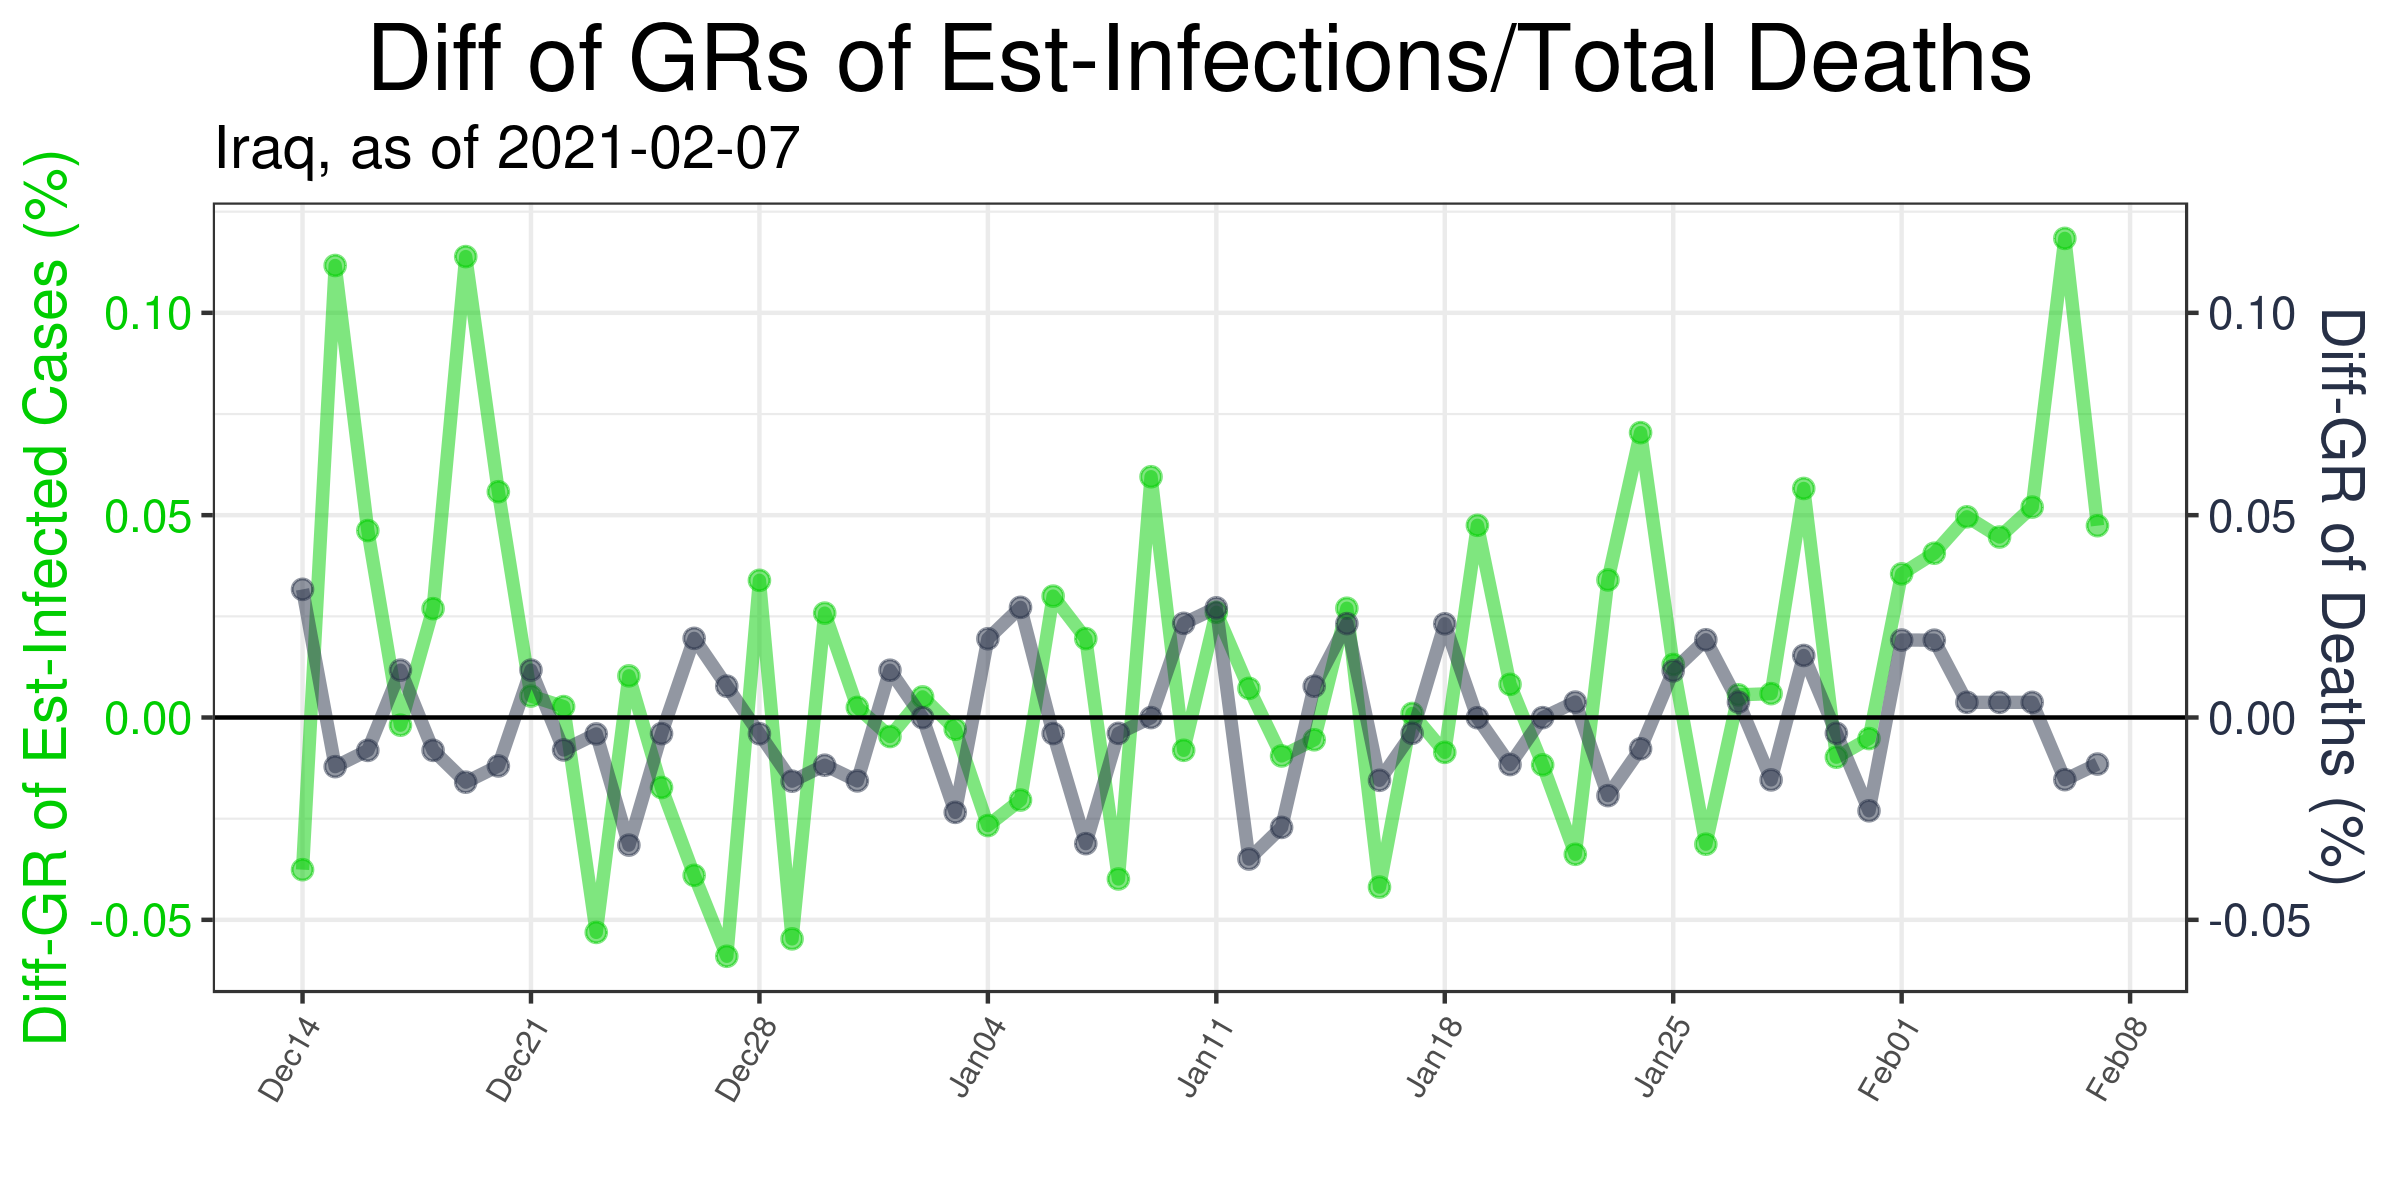 Diff of GRs of Est-Infections/Total Deaths
Iraq, as of 2021-02-07
Diff-GR of Est-Infected Cases (%)
0.10
0.05
0.00
-0.05
0.10
0.05
0.00
-0.05
Diff-GR of Deaths (%)
Dec14
Dec21
Dec28
Jan04
Jan11
Jan18
Jan25
Feb01
Feb08